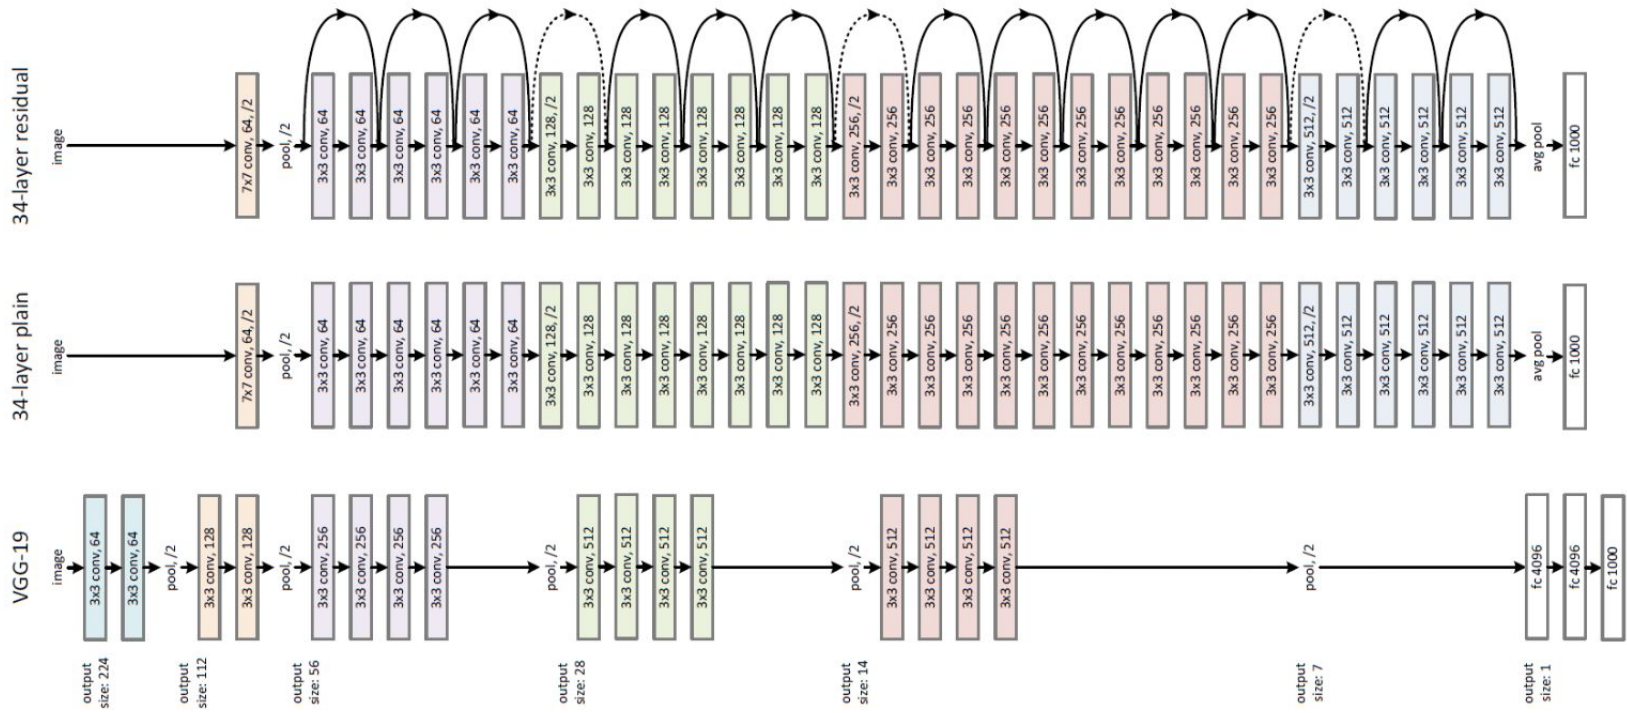 34-layer residual
image
7x7 conv, 64, /2
pool, /2
3x3 conv, 64
3x3 conv, 64
3x3 conv, 64
3x3 conv, 64
3x3 conv, 64
3x3 conv, 64
3x3 conv, 128, /2
3x3 conv, 128
3x3 conv, 128
3x3 conv, 128
3x3 conv, 128
3x3 conv, 128
3x3 conv, 128
3x3 conv, 128
3x3 conv, 256, /2
3x3 conv, 256
3x3 conv, 256
3x3 conv, 256
3x3 conv, 256
3x3 conv, 256
3x3 conv, 256
3x3 conv, 256
3x3 conv, 256
3x3 conv, 256
3x3 conv, 256
3x3 conv, 256
3x3 conv, 512, /2
3x3 conv, 512
3x3 conv, 512
3x3 conv, 512
3x3 conv, 512
3x3 conv, 512
avg pool
fc 1000
34-layer plain
image
7x7 conv, 64, /2
pool, /2
3x3 conv, 64
3x3 conv, 64
3x3 conv, 64
3x3 conv, 64
3x3 conv, 64
3x3 conv, 64
3x3 conv, 128, /2
3x3 conv, 128
3x3 conv, 128
3x3 conv, 128
3x3 conv, 128
3x3 conv, 128
3x3 conv, 128
3x3 conv, 128
3x3 conv, 256, /2
3x3 conv, 256
3x3 conv, 256
3x3 conv, 256
3x3 conv, 256
3x3 conv, 256
3x3 conv, 256
3x3 conv, 256
3x3 conv, 256
3x3 conv, 256
3x3 conv, 256
3x3 conv, 256
3x3 conv, 512, /2
3x3 conv, 512
3x3 conv, 512
3x3 conv, 512
3x3 conv, 512
3x3 conv, 512
avg pool
fc 1000
VGG-19
image
3x3 conv, 64
3x3 conv, 64
pool, /2
3x3 conv, 128
3x3 conv, 128
pool, /2
3x3 conv, 256
3x3 conv, 256
3x3 conv, 256
3x3 conv, 256
pool, /2
3x3 conv, 512
3x3 conv, 512
3x3 conv, 512
3x3 conv, 512
pool, /2
3x3 conv, 512
3x3 conv, 512
3x3 conv, 512
3x3 conv, 512
pool, /2
fc 4096
fc 4096
fc 1000
output
size: 224
output
size: 112
output
size: 56
output
size: 28
output
size: 14
output
size: 7
output
size: 1